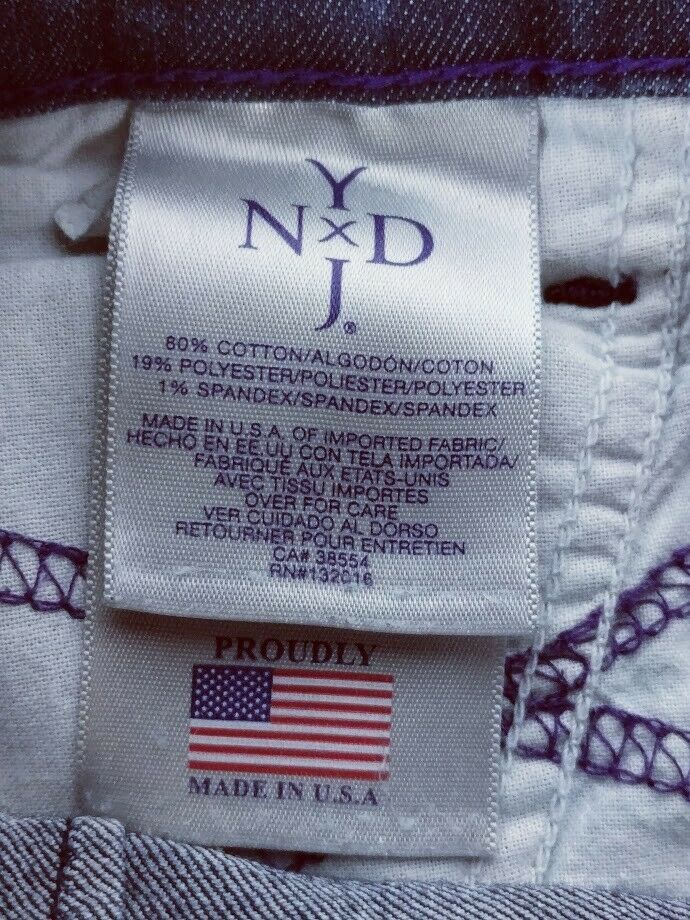 Y
N X D
J®
80% COTTON/ALGODÓN/COTON
19% POLYESTER/POLIESTER/POLYESTER
1% SPANDEX/SPANDEX/SPANDEX
MADE IN U.S.A. OF IMPORTED FABRIC/
HECHO EN EE UU CON TELA IMPORTADA/
FABRIQUÉ AUX ETATS-UNIS
AVEC TISSU IMPORTES
OVER FOR CARE
VER CUIDADO AL DORSO
RETOURNER POUR ENTRETIEN
CA# 38554
RN#132016
PROUDLY
MADE IN U.S.A